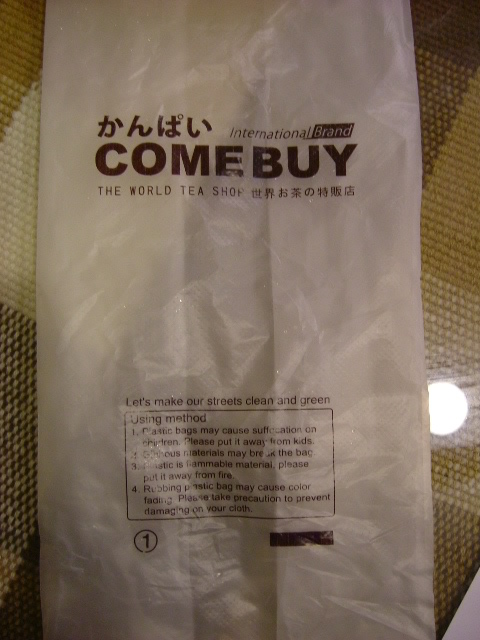 かんぱい International Brand
COMEBUY
THE WORLD TEA SHOP 世界お茶の特販店
Let's make our streets clean and green
Using method
1. Plastic bags may cause suffocation on
children. Please put it away from kids.
2. materials may break the bag
3. Plastic is flammable material, please
put it away from fire.
4. Rubbing plastic bag may cause color
fading. Please take precaution to prevent
damaging on your cloth.
①